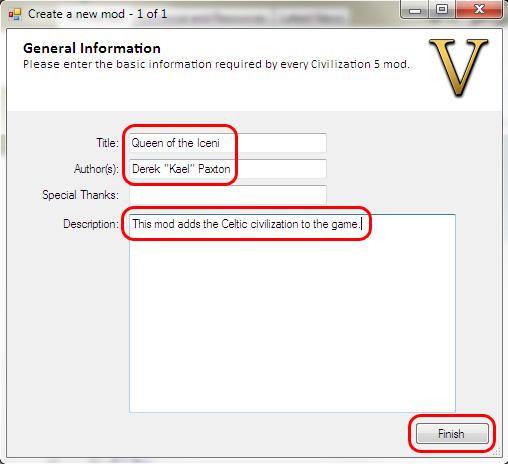 Create a new mod - 1 of 1
General Information
Please enter the basic information required by every Civilization 5 mod.
V
Title: Queen of the Iceni
Author(s): Derek "Kael" Paxton
Special Thanks:
Description: This mod adds the Celtic civilization to the game.
Finish